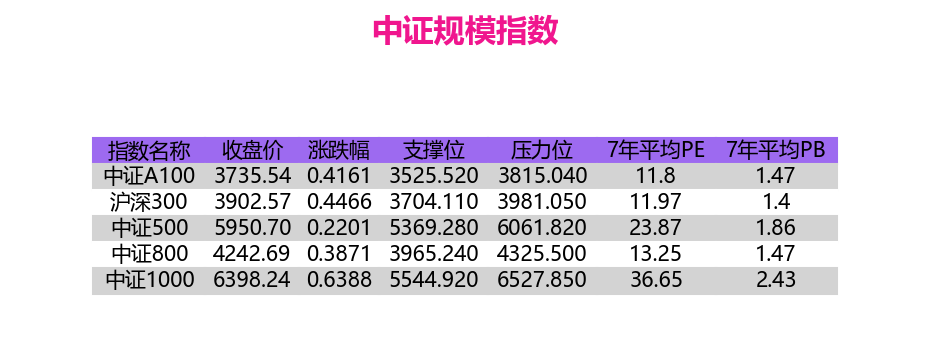 中证规模指数
指数名称 收盘价 涨跌幅 支撑位 压力位 7年平均PE 7年平均PB
中证A100 3735.54 0.4161 3525.520 3815.040 11.8 1.47
沪深300 3902.57 0.4466 3704.110 3981.050 11.97 1.4
中证500 5950.70 0.2201 5369.280 6061.820 23.87 1.86
中证800 4242.69 0.3871 3965.240 4325.500 13.25 1.47
中证1000 6398.24 0.6388 5544.920 6527.850 36.65 2.43